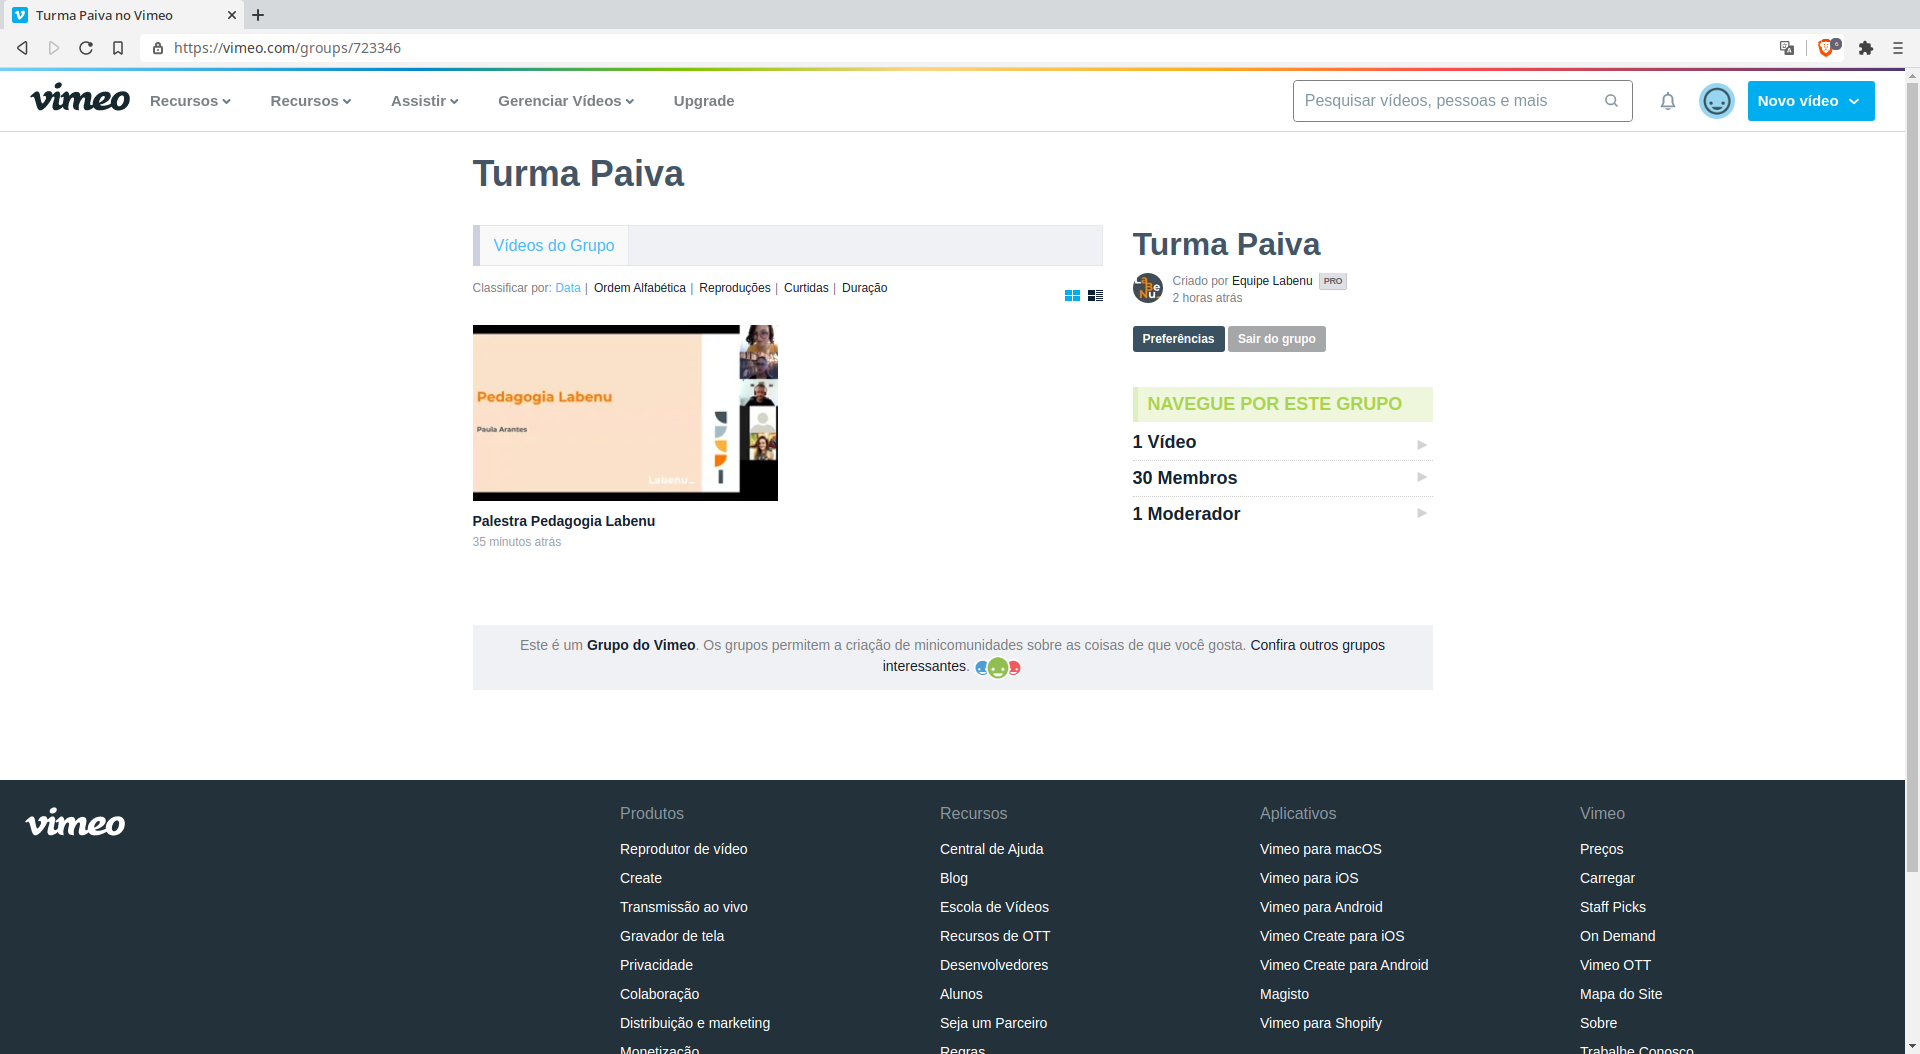 Turma Paiva no Vimeo
https://vimeo.com/groups/723346
vimeo
Recursos
Recursos
Assistir
Gerenciar Vídeos
Upgrade
Pesquisar vídeos, pessoas e mais
Novo vídeo
Turma Paiva
Vídeos do Grupo
Classificar por: Data | Ordem Alfabética | Reproduções | Curtidas | Duração
Pedagogia Labenu
Paula Arantes
Labenu_
Palestra Pedagogia Labenu
35 minutos atrás
Turma Paiva
LaBeNu_
Criado por Equipe Labenu PRO
2 horas atrás
Preferências
Sair do grupo
NAVEGUE POR ESTE GRUPO
1 Vídeo
30 Membros
1 Moderador
Este é um Grupo do Vimeo. Os grupos permitem a criação de minicomunidades sobre as coisas de que você gosta. Confira outros grupos
interessantes.
vimeo
Produtos
Reprodutor de vídeo
Create
Transmissão ao vivo
Gravador de tela
Privacidade
Colaboração
Distribuição e marketing
Monetização
Recursos
Central de Ajuda
Blog
Escola de Vídeos
Recursos de OTT
Desenvolvedores
Alunos
Seja um Parceiro
Regras
Aplicativos
Vimeo para macOS
Vimeo para iOS
Vimeo para Android
Vimeo Create para iOS
Vimeo Create para Android
Magisto
Vimeo para Shopify
Vimeo
Preços
Carregar
Staff Picks
On Demand
Vimeo OTT
Mapa do Site
Sobre
Trabalhe Conosco